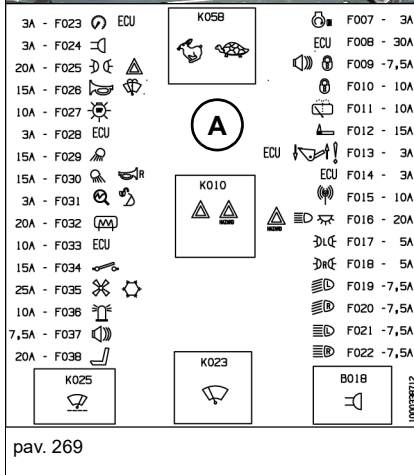 K058
3A - F023 ECU
3A - F024
20A - F025
15A - F026
10A - F027
3A - F028 ECU
15A - F029
15A - F030 R
3A - F031
20A - F032
10A - F033 ECU
15A - F034
25A - F035
10A - F036
7,5A - F037
20A - F038
A
K010
HAZARD
F007 - 3A
ECU F008 - 30A
F009 -7,5A
F010 - 10A
F011 - 10A
F012 - 15A
ECU F013 - 3A
ECU F014 - 3A
F015 - 10A
HAZARD F016 - 20A
L F017 - 5A
R F018 - 5A
D F019 -7,5A
D F020 -7,5A
L F021 -7,5A
R F022 -7,5A
K025
K023
B018
1000339712
pav. 269